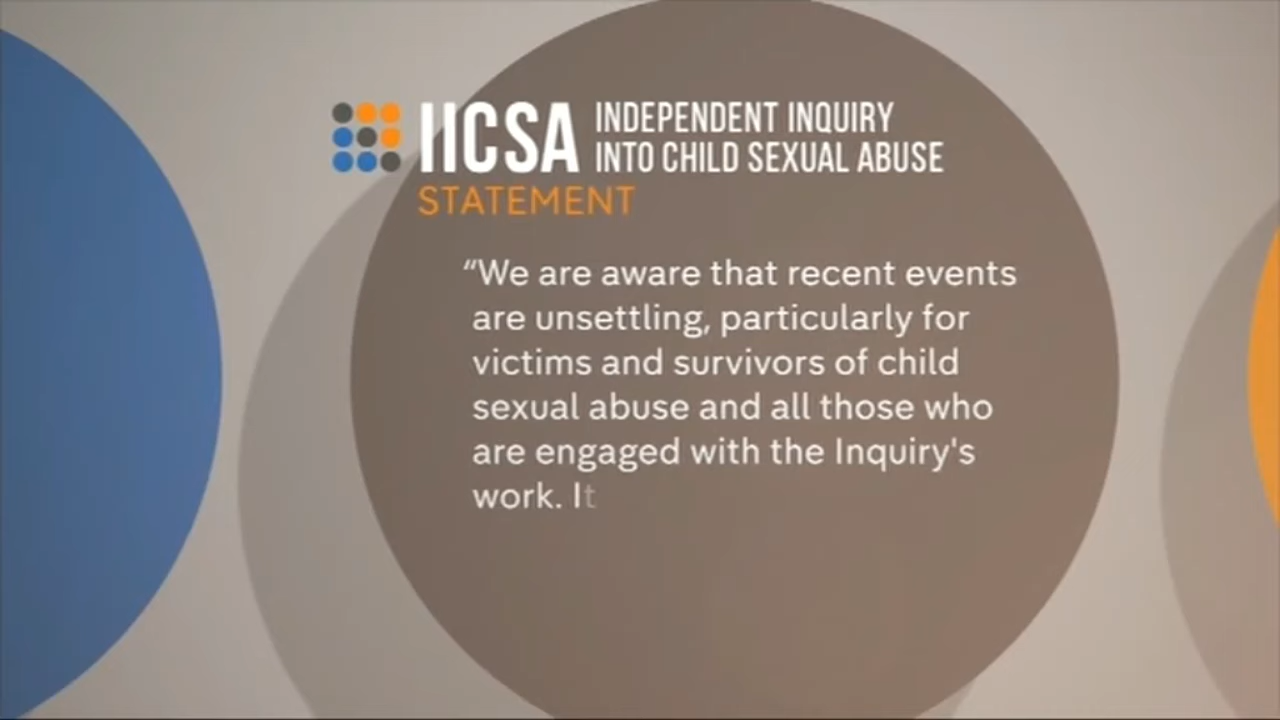 IICSA
INDEPENDENT INQUIRY
INTO CHILD SEXUAL ABUSE
STATEMENT
“We are aware that recent events
are unsettling, particularly for
victims and survivors of child
sexual abuse and all those who
are engaged with the Inquiry's
work. It